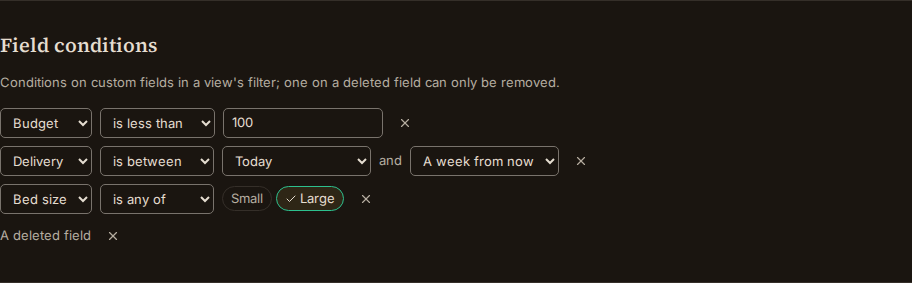 Field conditions
Conditions on custom fields in a view's filter; one on a deleted field can only be removed.
Budget is less than 100
Delivery is between Today and A week from now
Bed size is any of Small Large
A deleted field